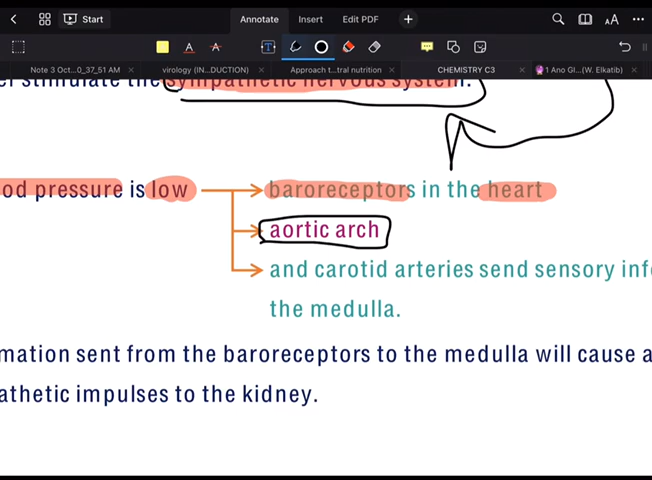 Start
Annotate
Insert
Edit PDF
Note 3 Oct...0_37_51 AM
virology (IN...DUCTION)
Approach t...tral nutrition
CHEMISTRY C3
1 Ano Gl...(W. Elkatib)
stimulate the sympathetic nervous system.
od pressure is low
baroreceptors in the heart
aortic arch
and carotid arteries send sensory info
the medulla.
mation sent from the baroreceptors to the medulla will cause a
athetic impulses to the kidney.